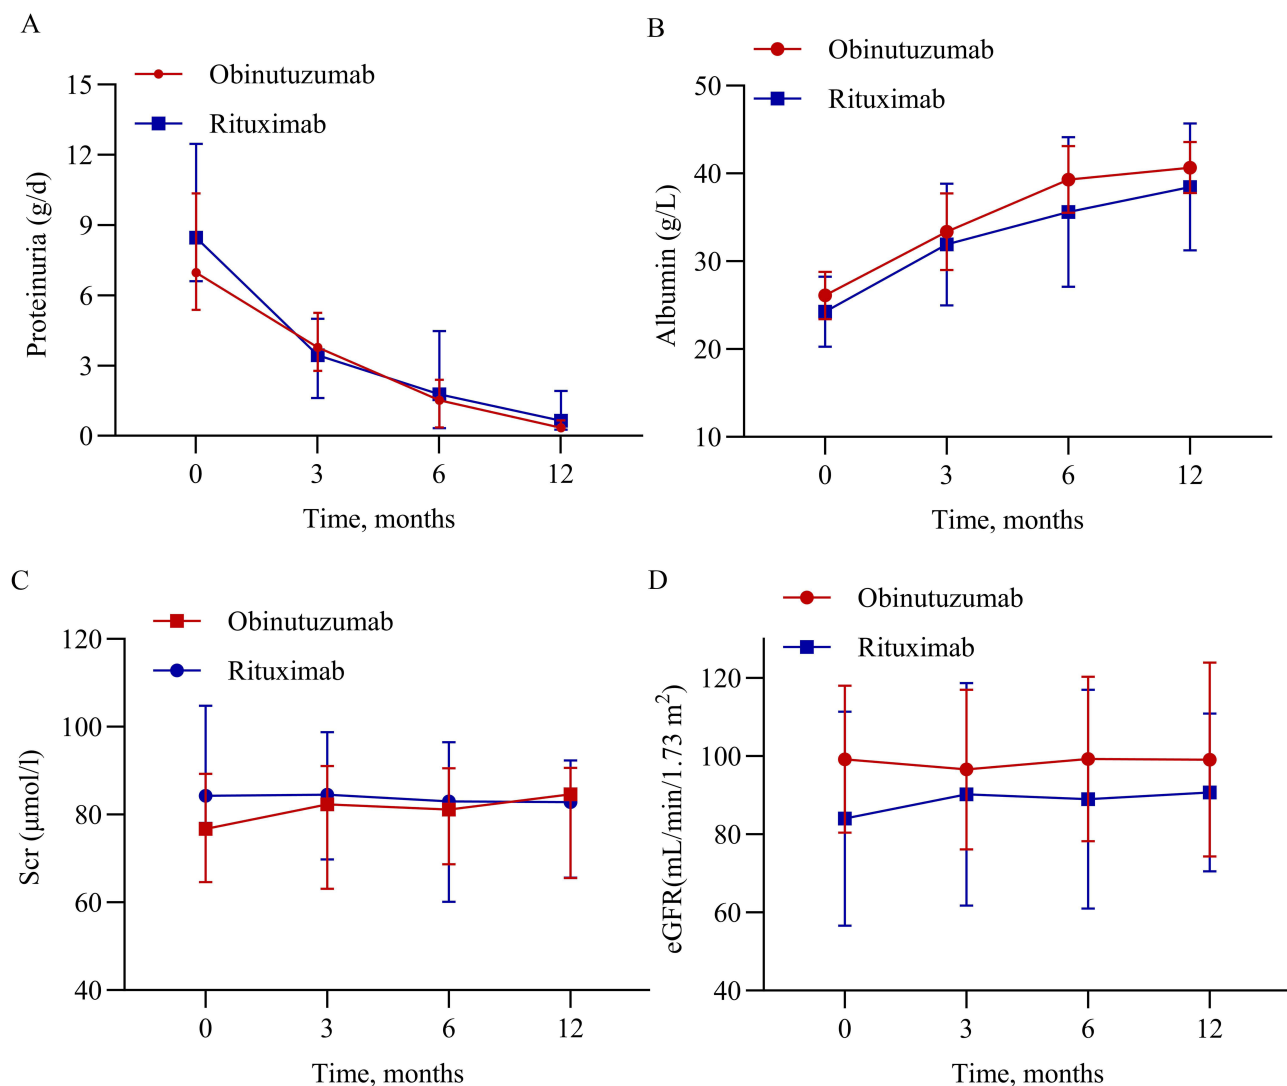 A
Obinutuzumab
Rituximab
Proteinuria (g/d)
15
12
9
6
3
0
0 3 6 12
Time, months
B
Obinutuzumab
Rituximab
Albumin (g/L)
50
40
30
20
10
0 3 6 12
Time, months
C
Obinutuzumab
Rituximab
Scr (μmol/l)
120
100
80
60
40
0 3 6 12
Time, months
D
Obinutuzumab
Rituximab
eGFR(mL/min/1.73 m²)
120
100
80
60
40
0 3 6 12
Time, months